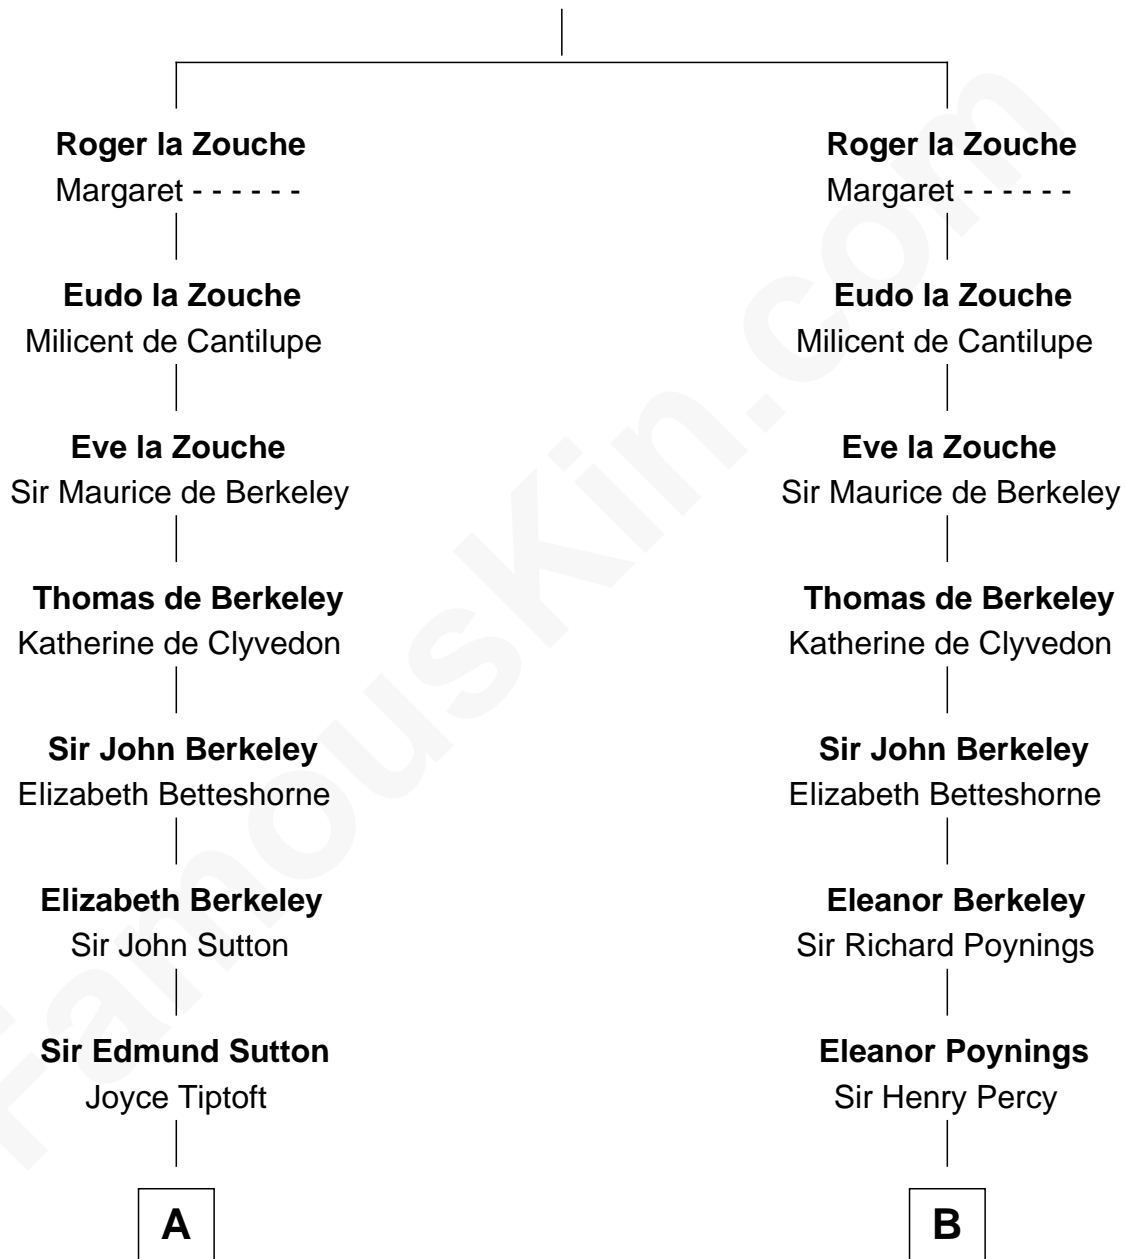 Roger la Zouche
Margaret - - - - - -
Eudo la Zouche
Milicent de Cantilupe
Eve la Zouche
Sir Maurice de Berkeley
Thomas de Berkeley
Katherine de Clyvedon
Sir John Berkeley
Elizabeth Betteshorne
Elizabeth Berkeley
Sir John Sutton
Sir Edmund Sutton
Joyce Tiptoft
A
Roger la Zouche
Margaret - - - - - -
Eudo la Zouche
Milicent de Cantilupe
Eve la Zouche
Sir Maurice de Berkeley
Thomas de Berkeley
Katherine de Clyvedon
Sir John Berkeley
Elizabeth Betteshorne
Eleanor Berkeley
Sir Richard Poynings
Eleanor Poynings
Sir Henry Percy
B
FamousKin.com